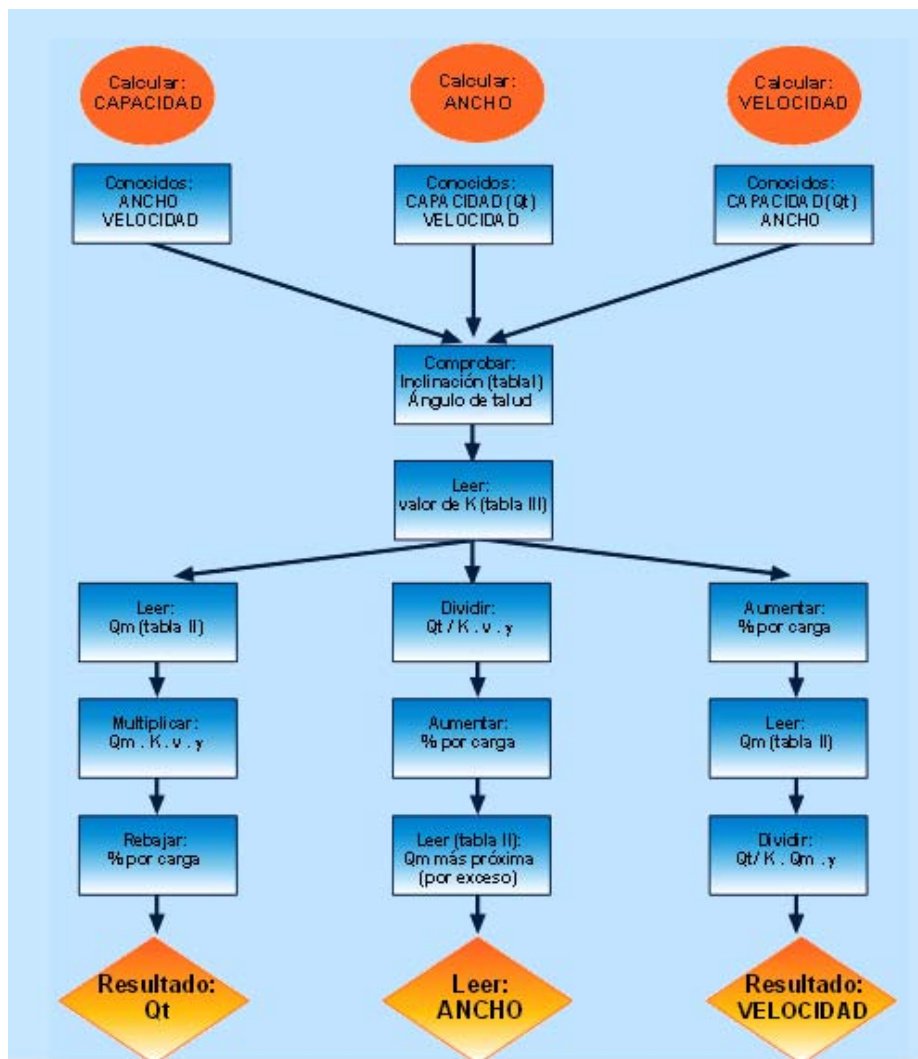 Calcular:
CAPACIDAD
Calcular:
ANCHO
Calcular:
VELOCIDAD
Conocidos:
ANCHO
VELOCIDAD
Conocidos:
CAPACIDAD (Qt)
VELOCIDAD
Conocidos:
CAPACIDAD (Qt)
ANCHO
Comprobar:
Inclinación (tabla I)
Ángulo de talud
Leer:
valor de K (tabla III)
Leer:
Qm (tabla II)
Dividir:
Qt / K . v . y
Aumentar:
% por carga
Multiplicar:
Qm . K . v . y
Aumentar:
% por carga
Leer:
Qm (tabla II)
Rebajar:
% por carga
Leer (tabla II):
Qm más próxima
(por exceso)
Dividir:
Qt/ K . Qm . y
Resultado:
Qt
Leer:
ANCHO
Resultado:
VELOCIDAD